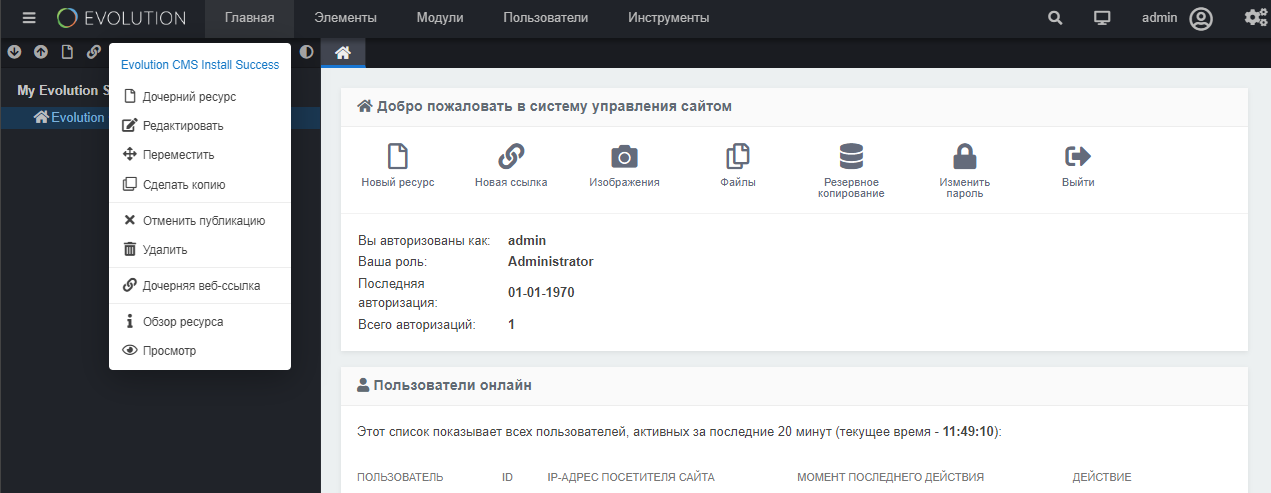 EVOLUTION Главная Элементы Модули Пользователи Инструменты admin
Evolution CMS Install Success
My Evolution S
Evolution
Дочерний ресурс
Редактировать
Переместить
Сделать копию
Отменить публикацию
Удалить
Дочерняя веб-ссылка
Обзор ресурса
Просмотр
Добро пожаловать в систему управления сайтом
Новый ресурс Новая ссылка Изображения Файлы Резервное Изменить Выйти
копирование пароль
Вы авторизованы как: admin
Ваша роль: Administrator
Последняя
авторизация: 01-01-1970
Всего авторизаций: 1
Пользователи онлайн
Этот список показывает всех пользователей, активных за последние 20 минут (текущее время - 11:49:10):
ПОЛЬЗОВАТЕЛЬ ID IP-АДРЕС ПОСЕТИТЕЛЯ САЙТА МОМЕНТ ПОСЛЕДНЕГО ДЕЙСТВИЯ ДЕЙСТВИЕ